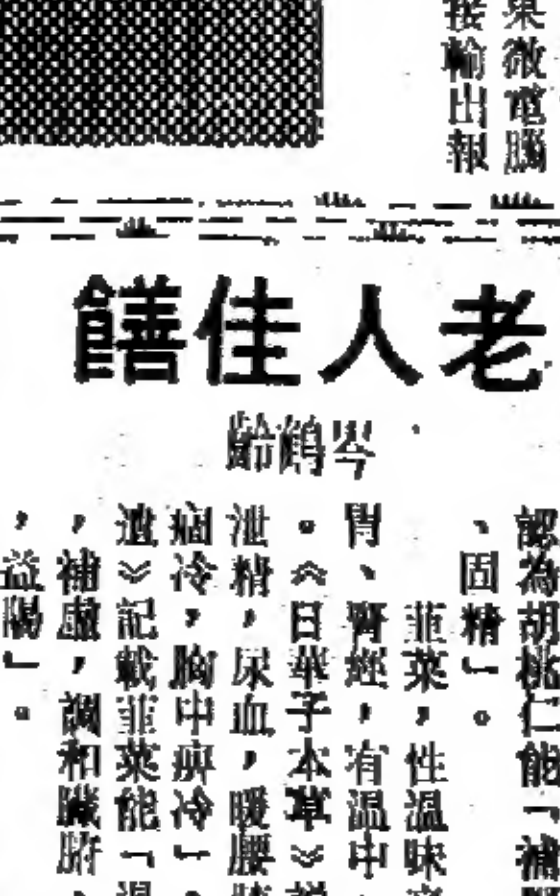 菜微電腦
接輸出報
老人佳饍
岑鶴齡
認為胡桃仁能「補
、固精」。
韮菜，性溫味
胃、腎經，有溫中
。《日華子本草》
泄精，尿血，暖腰
痼冷，胸中痹冷」
遺》記載韮菜能「
，補虛，調和臟腑、
，益陽」。